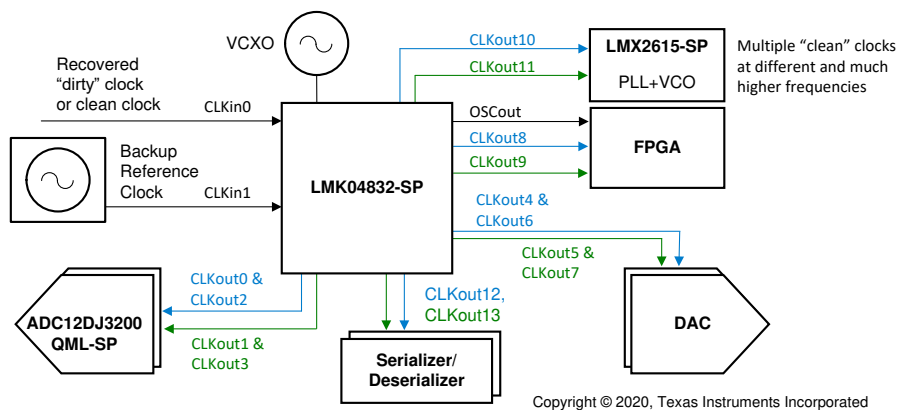 VCXO
Recovered
"dirty" clock
or clean clock
CLKin0
Backup
Reference
Clock
CLKin1
LMK04832-SP
CLKout10
CLKout11
OSCout
CLKout8
CLKout9
LMX2615-SP
PLL+VCO
Multiple “clean” clocks
at different and much
higher frequencies
FPGA
CLKout4 &
CLKout6
CLKout5 &
CLKout7
DAC
CLKout0 &
CLKout2
CLKout1 &
CLKout3
ADC12DJ3200
QML-SP
CLKout12,
CLKout13
Serializer/
Deserializer
Copyright © 2020, Texas Instruments Incorporated